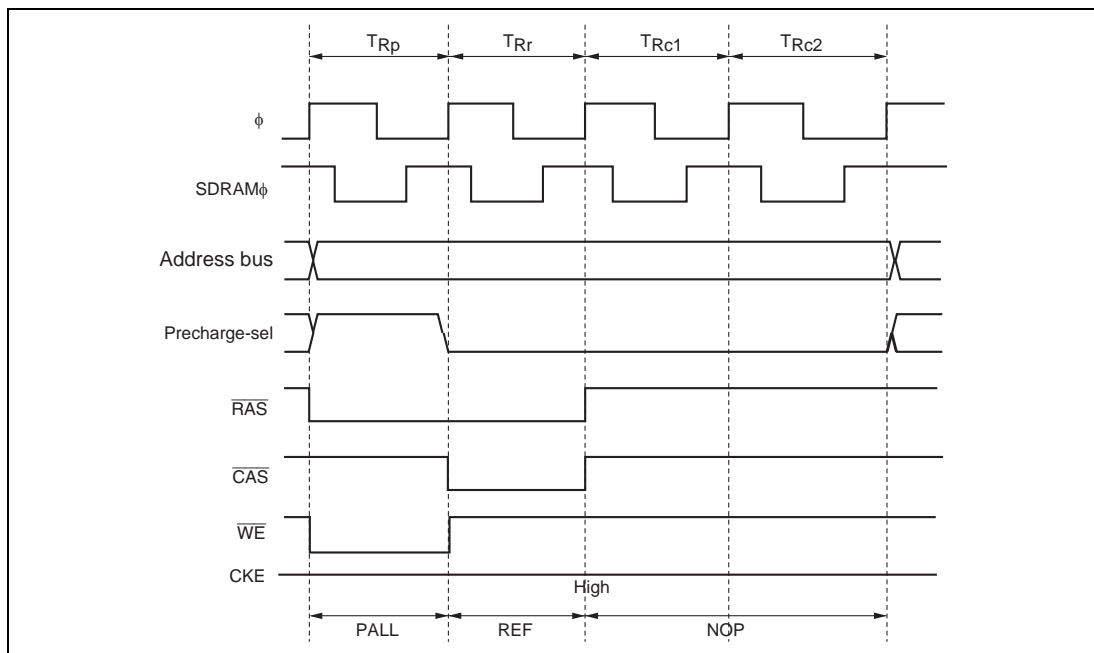 TRp TRr TRc1 TRc2
ϕ
SDRAMϕ
Address bus
Precharge-sel
RAS
CAS
WE
CKE
High
PALL REF NOP